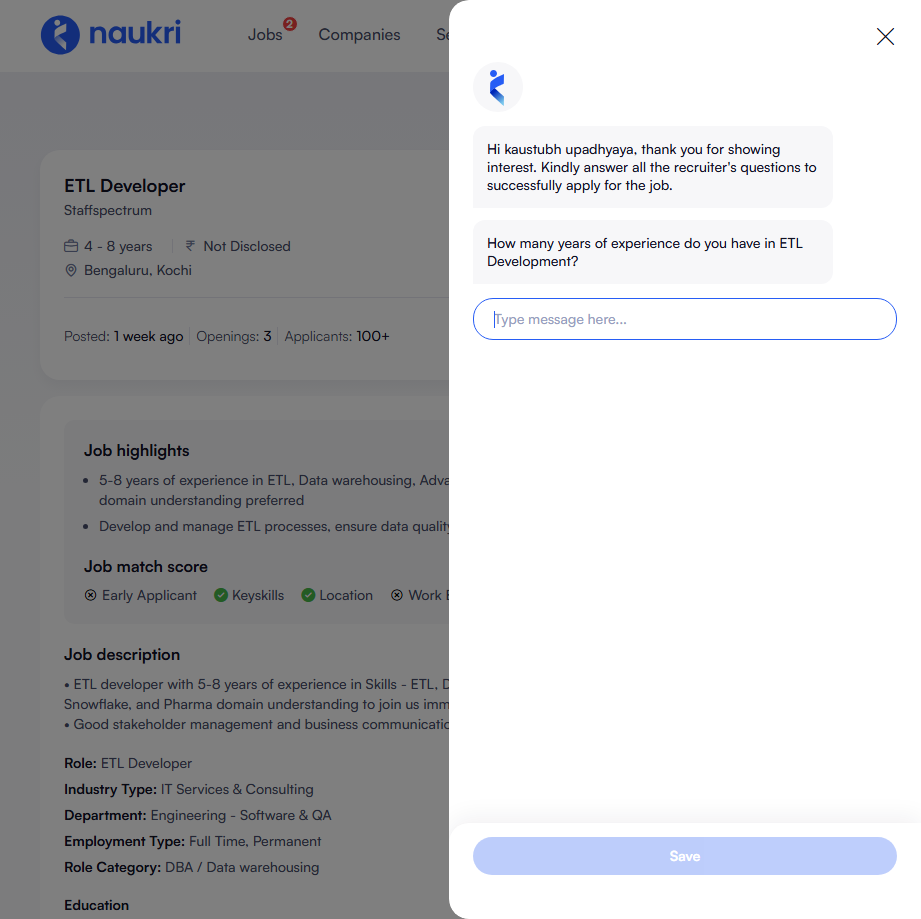 naukri
Jobs 2 Companies
ETL Developer
Staffspectrum
4 - 8 years ₹ Not Disclosed
Bengaluru, Kochi
Posted: 1 week ago Openings: 3 Applicants: 100+
Job highlights
• 5-8 years of experience in ETL, Data warehousing, Adva
domain understanding preferred
• Develop and manage ETL processes, ensure data quality
Job match score
Early Applicant Keyskills Location Work E
Job description
• ETL developer with 5-8 years of experience in Skills - ETL, D
Snowflake, and Pharma domain understanding to join us imm
• Good stakeholder management and business communicatio
Role: ETL Developer
Industry Type: IT Services & Consulting
Department: Engineering - Software & QA
Employment Type: Full Time, Permanent
Role Category: DBA / Data warehousing
Education
Hi kaustubh upadhyaya, thank you for showing
interest. Kindly answer all the recruiter's questions to
successfully apply for the job.
How many years of experience do you have in ETL
Development?
Type message here...
Save